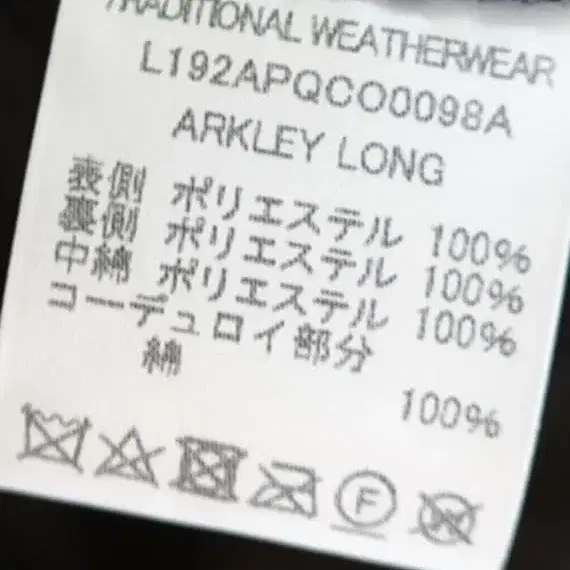 TRADITIONAL WEATHERWEAR
L192APQCO0098A
ARKLEY LONG
表側 ポリエステル 100%
裏側 ポリエステル 100%
中綿 ポリエステル 100%
コーデュロイ部分
綿 100%
F